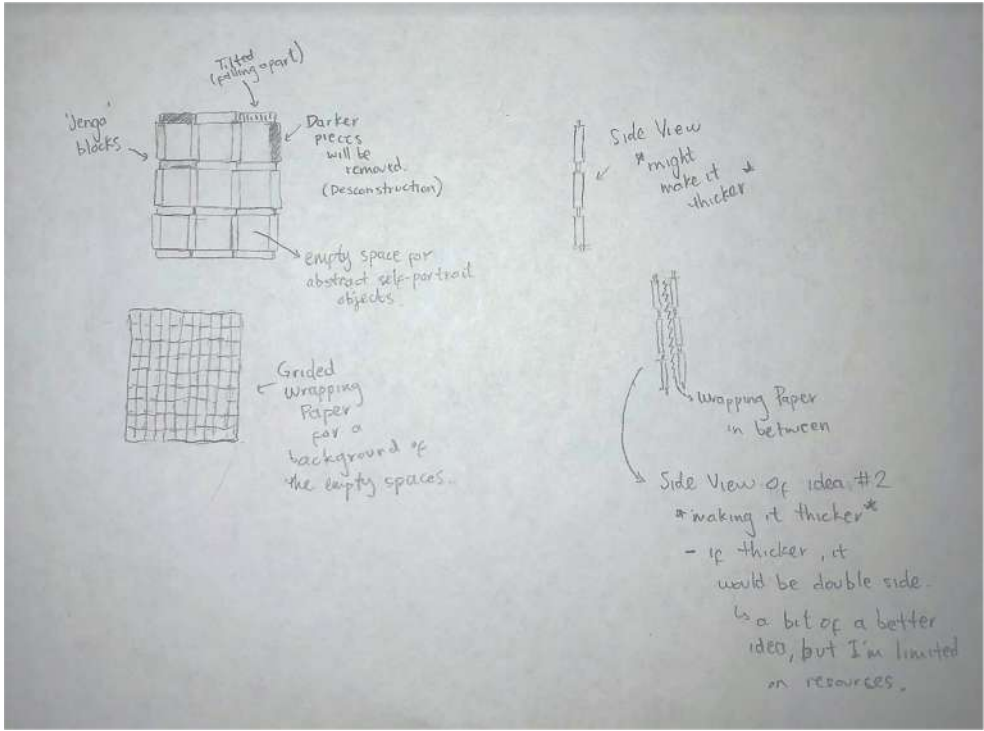 Tilted
(falling apart)
'Jenga'
blocks
Darker
pieces
will be
removed.
(Desconstruction)
empty space for
abstract self-portrait
objects.
Grided
Wrapping
Paper
for a
background of
the empty spaces.
Side View
*might
make it
thicker*
Wrapping Paper
in between
Side View of idea #2
*making it thicker*
- if thicker, it
would be double side.
↳ a bit of a better
idea, but I'm limited
on resources.